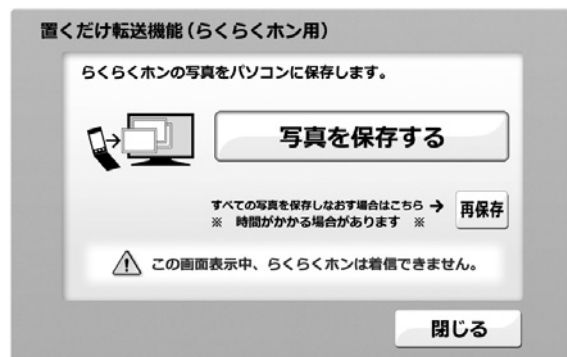 置くだけ転送機能(らくらくホン用)
らくらくホンの写真をパソコンに保存します。
写真を保存する
すべての写真を保存しなおす場合はこちら → 再保存
※ 時間がかかる場合があります ※
この画面表示中、らくらくホンは着信できません。
閉じる